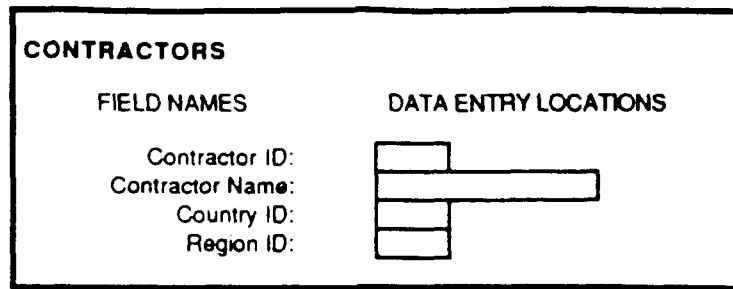 CONTRACTORS
FIELD NAMES DATA ENTRY LOCATIONS
Contractor ID:
Contractor Name:
Country ID:
Region ID: